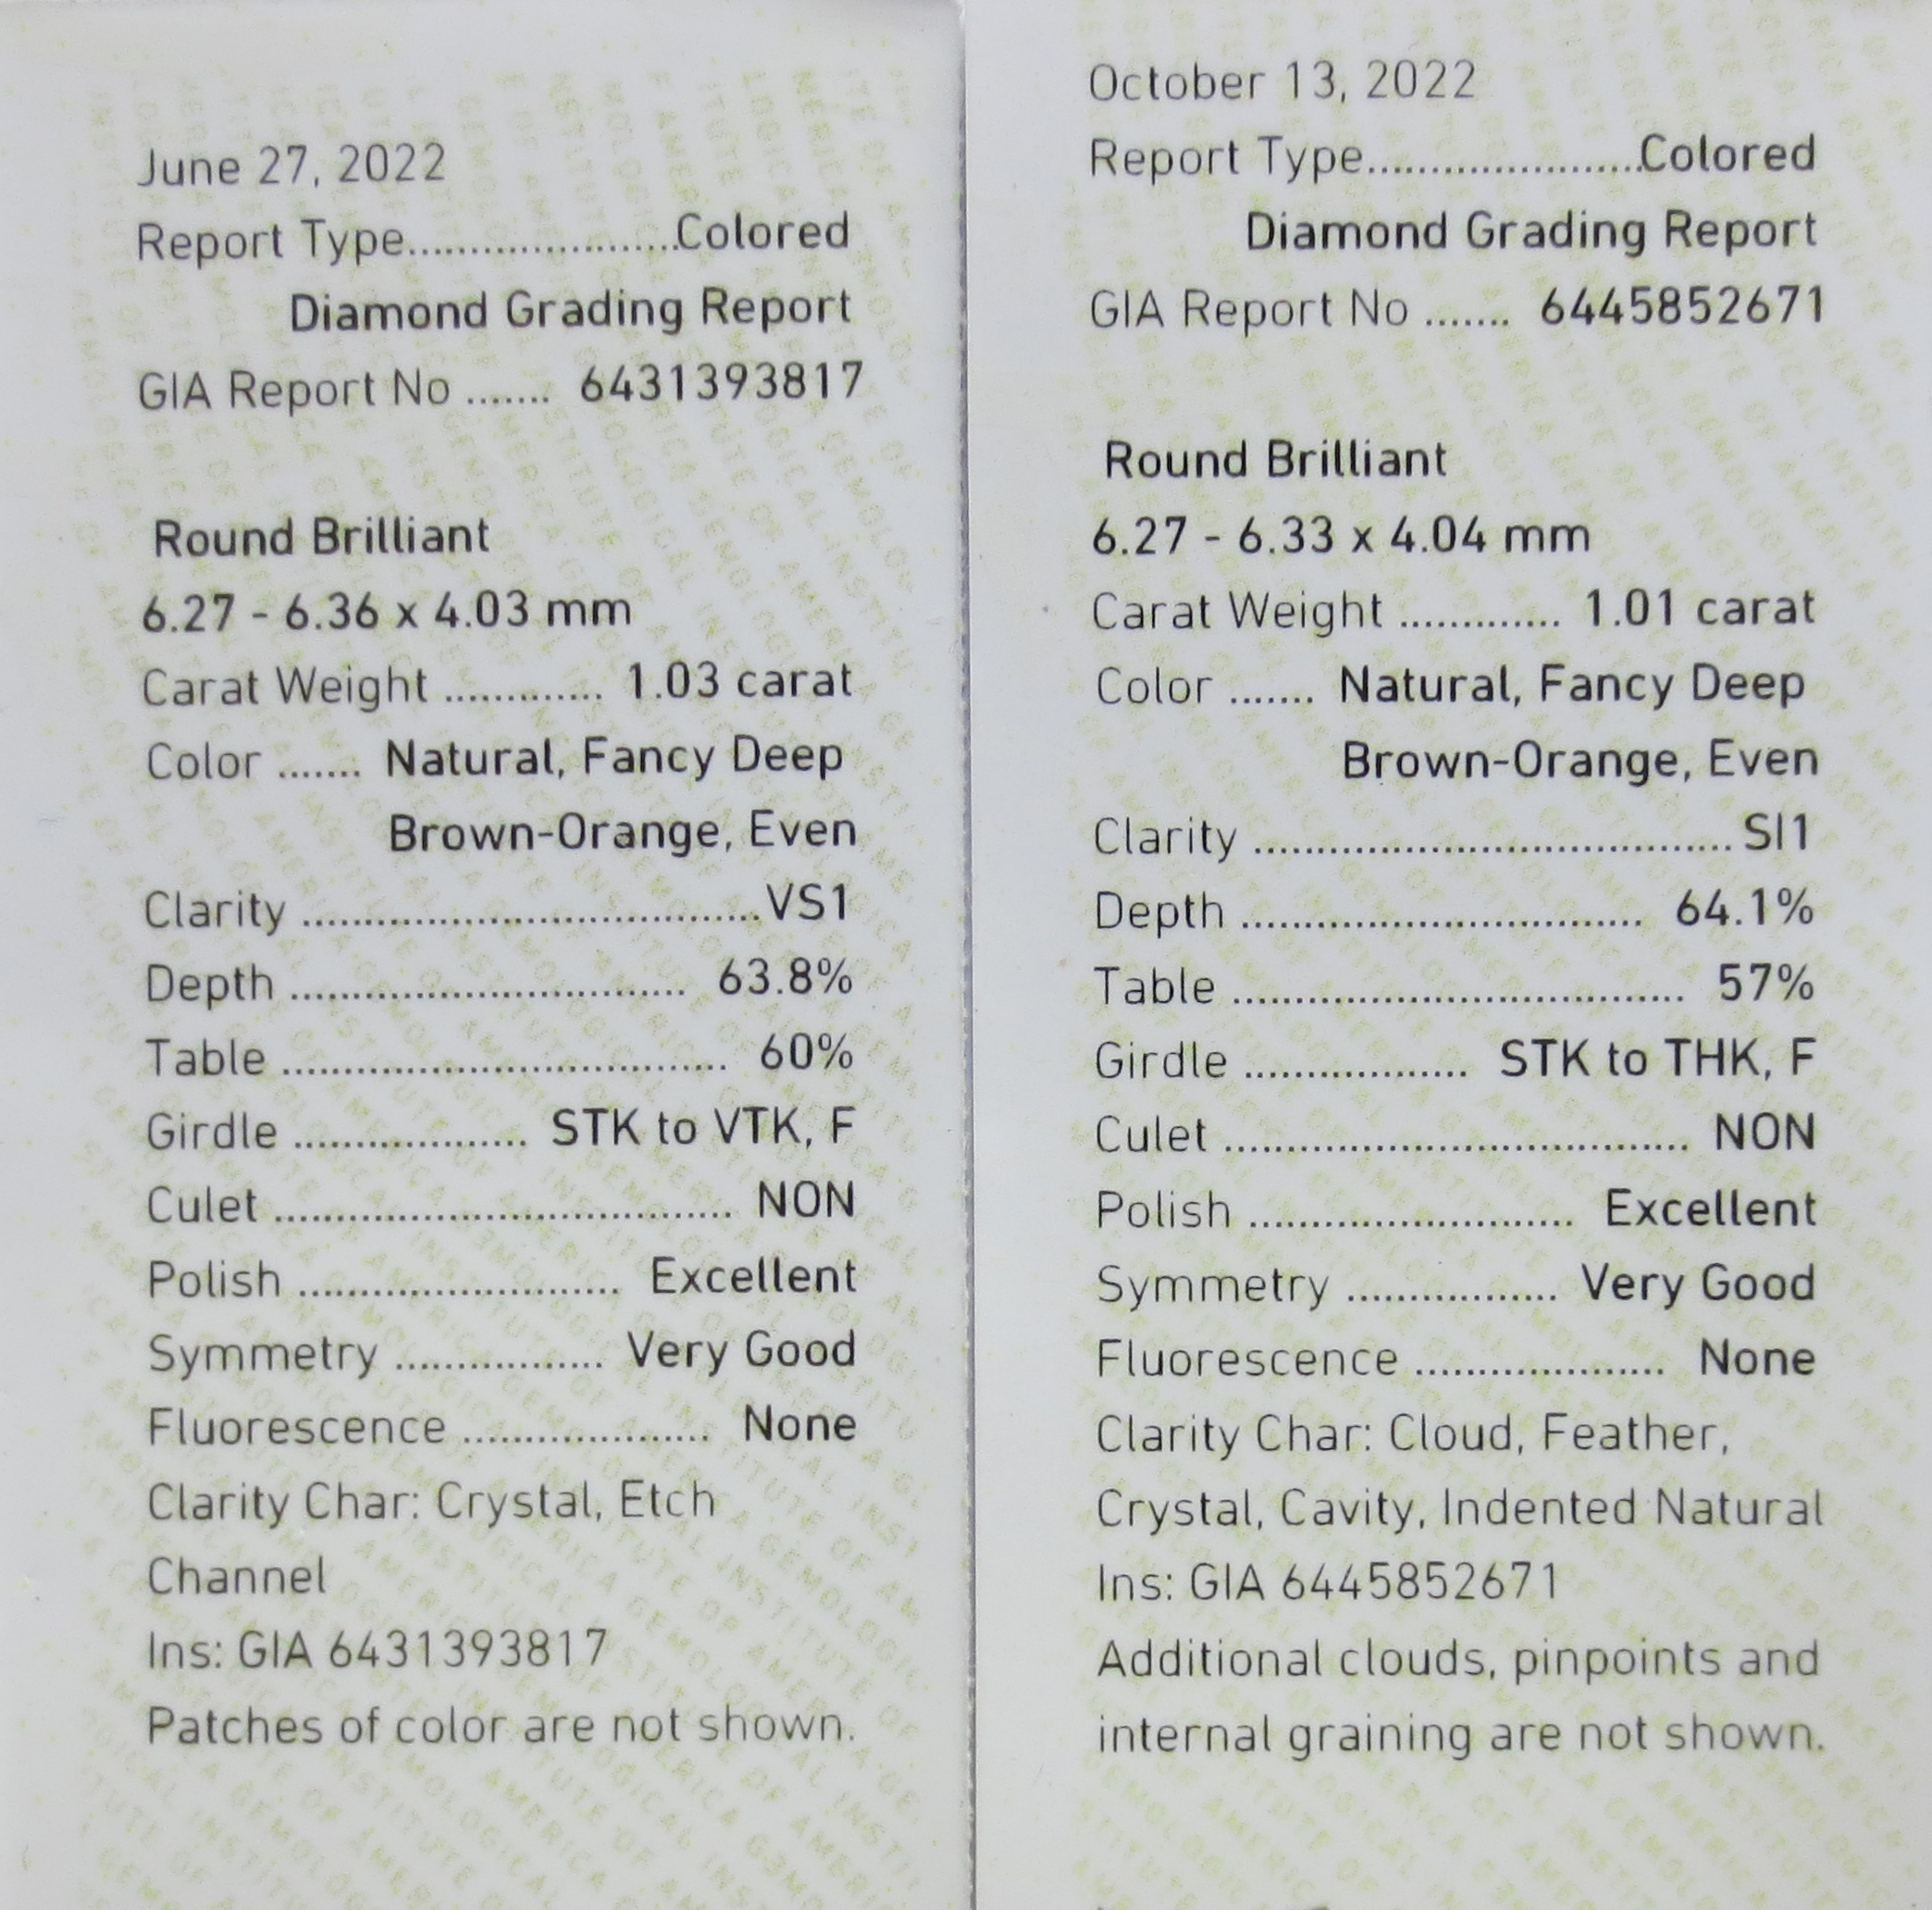 June 27, 2022
Report Type......................Colored
Diamond Grading Report
GIA Report No ....... 6431393817
Round Brilliant
6.27 - 6.36 x 4.03 mm
Carat Weight ............. 1.03 carat
Color ....... Natural, Fancy Deep
Brown-Orange, Even
Clarity .....................................VS1
Depth ................................ 63.8%
Table .................................... 60%
Girdle ................... STK to VTK, F
Culet ..................................... NON
Polish .......................... Excellent
Symmetry ................. Very Good
Fluorescence .................... None
Clarity Char: Crystal, Etch
Channel
Ins: GIA 6431393817
Patches of color are not shown.
October 13, 2022
Report Type......................Colored
Diamond Grading Report
GIA Report No ....... 6445852671
Round Brilliant
6.27 - 6.33 x 4.04 mm
Carat Weight ............. 1.01 carat
Color ....... Natural, Fancy Deep
Brown-Orange, Even
Clarity ...................................... SI1
Depth ................................ 64.1%
Table .................................... 57%
Girdle .................. STK to THK, F
Culet ..................................... NON
Polish .......................... Excellent
Symmetry ................. Very Good
Fluorescence .................... None
Clarity Char: Cloud, Feather,
Crystal, Cavity, Indented Natural
Ins: GIA 6445852671
Additional clouds, pinpoints and
internal graining are not shown.